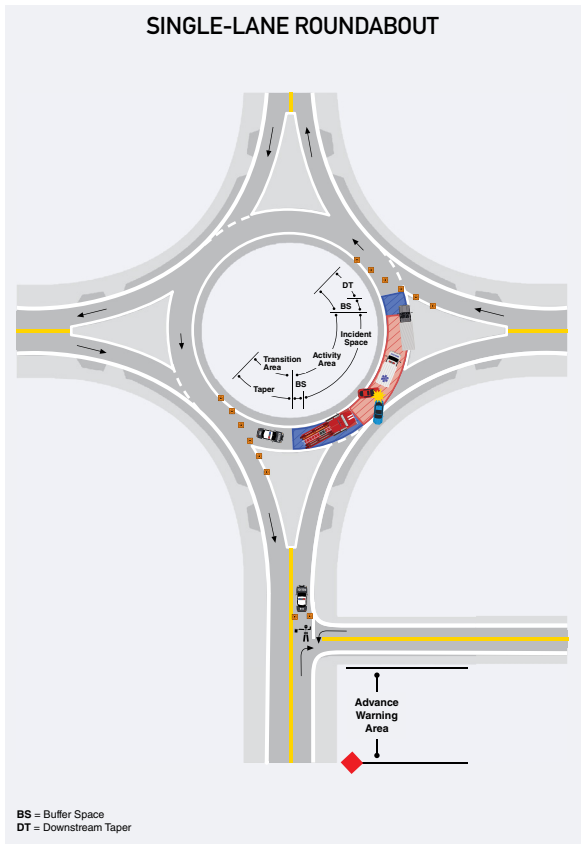 SINGLE-LANE ROUNDABOUT
DT
BS
Incident
Space
Activity
Area
Transition
Area
Taper
BS
Advance
Warning
Area
BS = Buffer Space
DT = Downstream Taper